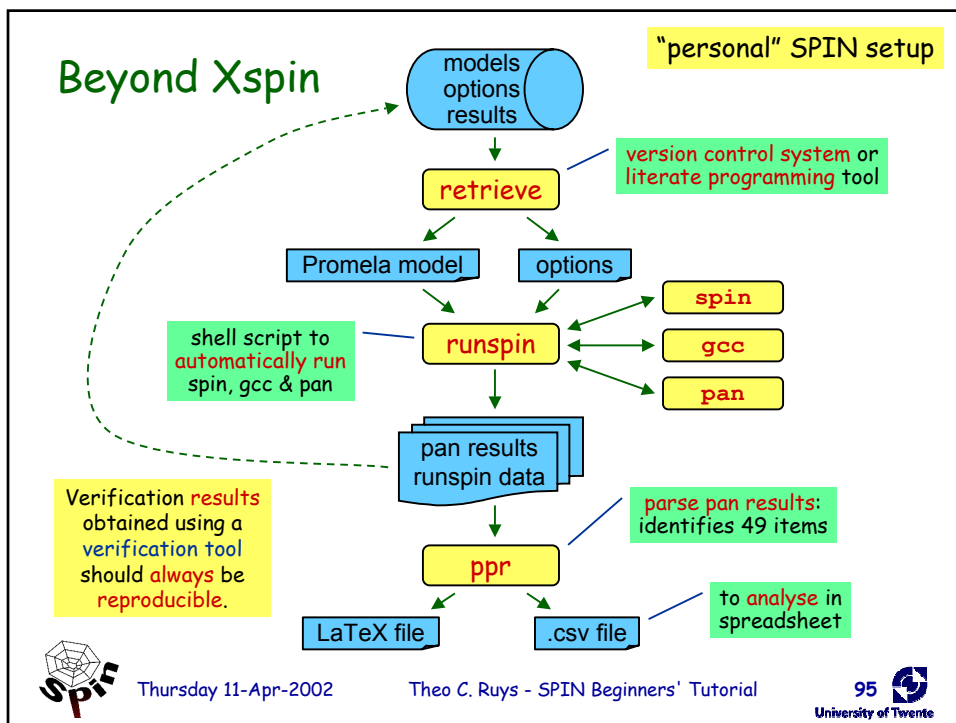 Beyond Xspin
"personal" SPIN setup
models
options
results
version control system or
literate programming tool
retrieve
Promela model
options
spin
shell script to
automatically run
spin, gcc & pan
runspin
gcc
pan
pan results
runspin data
Verification results
obtained using a
verification tool
should always be
reproducible.
parse pan results:
identifies 49 items
ppr
to analyse in
spreadsheet
LaTeX file
.csv file
Spin
Thursday 11-Apr-2002
Theo C. Ruys - SPIN Beginners' Tutorial
95
University of Twente